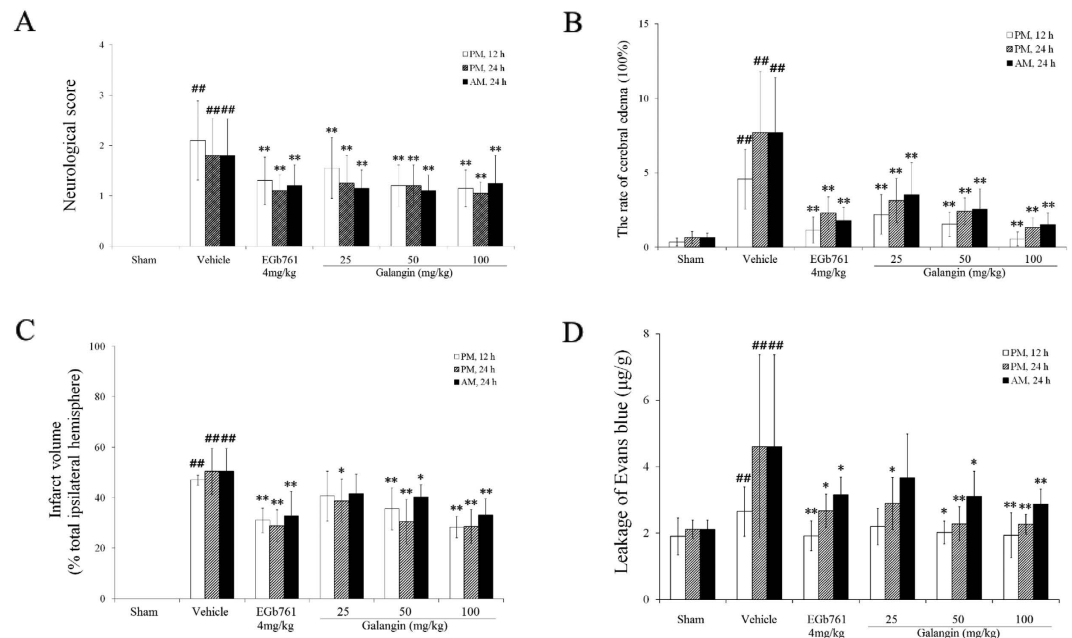 A
Neurological score
4
3
2
1
0
PM, 12 h
PM, 24 h
AM, 24 h
##
####
** ** **
** ** **
** ** **
** ** **
Sham Vehicle EGb761 4mg/kg 25 50 100
Galangin (mg/kg)
B
The rate of cerebral edema (100%)
15
10
5
0
PM, 12 h
PM, 24 h
AM, 24 h
##
## ##
** ** **
** ** **
** ** **
** ** **
Sham Vehicle EGb761 4mg/kg 25 50 100
Galangin (mg/kg)
C
Infarct volume
(% total ipsilateral hemisphere)
100
80
60
40
20
0
PM, 12 h
PM, 24 h
AM, 24 h
##
####
** ** **
*
** ** *
** ** **
Sham Vehicle EGb761 4mg/kg 25 50 100
Galangin (mg/kg)
D
Leakage of Evans blue (µg/g)
8
6
4
2
0
PM, 12 h
PM, 24 h
AM, 24 h
##
####
** * *
*
* ** *
** ** **
Sham Vehicle EGb761 4mg/kg 25 50 100
Galangin (mg/kg)